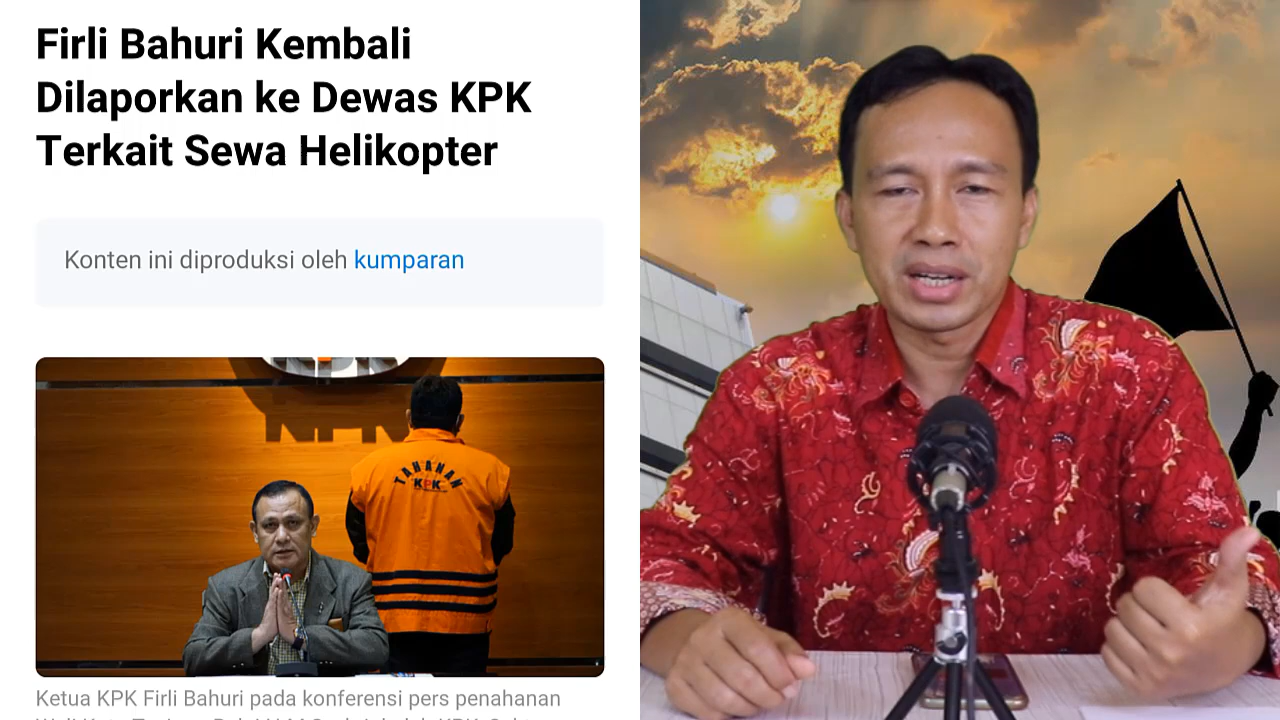 Firli Bahuri Kembali
Dilaporkan ke Dewas KPK
Terkait Sewa Helikopter
Konten ini diproduksi oleh kumparan
TAHANAN
KPK
Ketua KPK Firli Bahuri pada konferensi pers penahanan